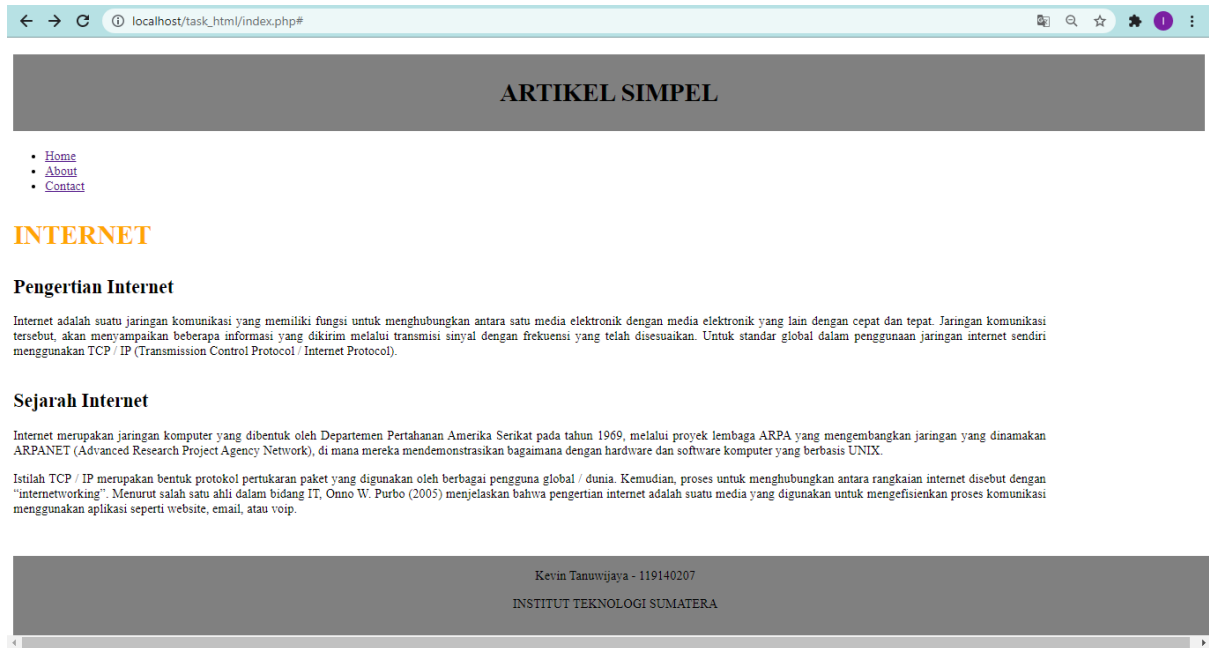 localhost/task_html/index.php#
ARTIKEL SIMPEL
Home
About
Contact
INTERNET
Pengertian Internet
Internet adalah suatu jaringan komunikasi yang memiliki fungsi untuk menghubungkan antara satu media elektronik dengan media elektronik yang lain dengan cepat dan tepat. Jaringan komunikasi
tersebut, akan menyampaikan beberapa informasi yang dikirim melalui transmisi sinyal dengan frekuensi yang telah disesuaikan. Untuk standar global dalam penggunaan jaringan internet sendiri
menggunakan TCP / IP (Transmission Control Protocol / Internet Protocol).
Sejarah Internet
Internet merupakan jaringan komputer yang dibentuk oleh Departemen Pertahanan Amerika Serikat pada tahun 1969, melalui proyek lembaga ARPA yang mengembangkan jaringan yang dinamakan
ARPANET (Advanced Research Project Agency Network), di mana mereka mendemonstrasikan bagaimana dengan hardware dan software komputer yang berbasis UNIX.
Istilah TCP / IP merupakan bentuk protokol pertukaran paket yang digunakan oleh berbagai pengguna global / dunia. Kemudian, proses untuk menghubungkan antara rangkaian internet disebut dengan
“internetworking”. Menurut salah satu ahli dalam bidang IT, Onno W. Purbo (2005) menjelaskan bahwa pengertian internet adalah suatu media yang digunakan untuk mengefisienkan proses komunikasi
menggunakan aplikasi seperti website, email, atau voip.
Kevin Tanuwijaya - 119140207
INSTITUT TEKNOLOGI SUMATERA